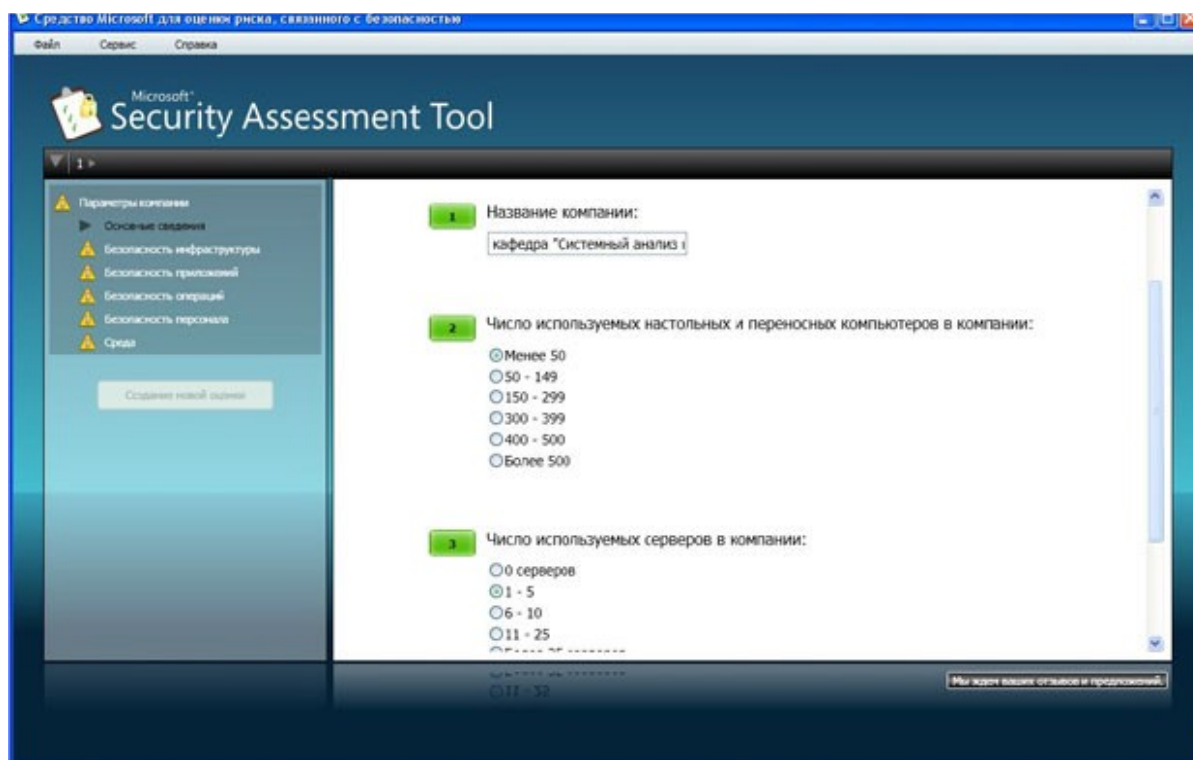 Средство Microsoft для оценки риска, связанного с безопасностью
Файл Сервис Справка
Microsoft®
Security Assessment Tool
1
Параметры компании
Основные сведения
Безопасность инфраструктуры
Безопасность приложений
Безопасность операций
Безопасность персонала
Среда
Создание новой оценки
1 Название компании:
кафедра "Системный анализ и
2 Число используемых настольных и переносных компьютеров в компании:
Менее 50
50 - 149
150 - 299
300 - 399
400 - 500
Более 500
3 Число используемых серверов в компании:
0 серверов
1 - 5
6 - 10
11 - 25
Более 25 серверов
Мы ждем ваших отзывов и предложений.